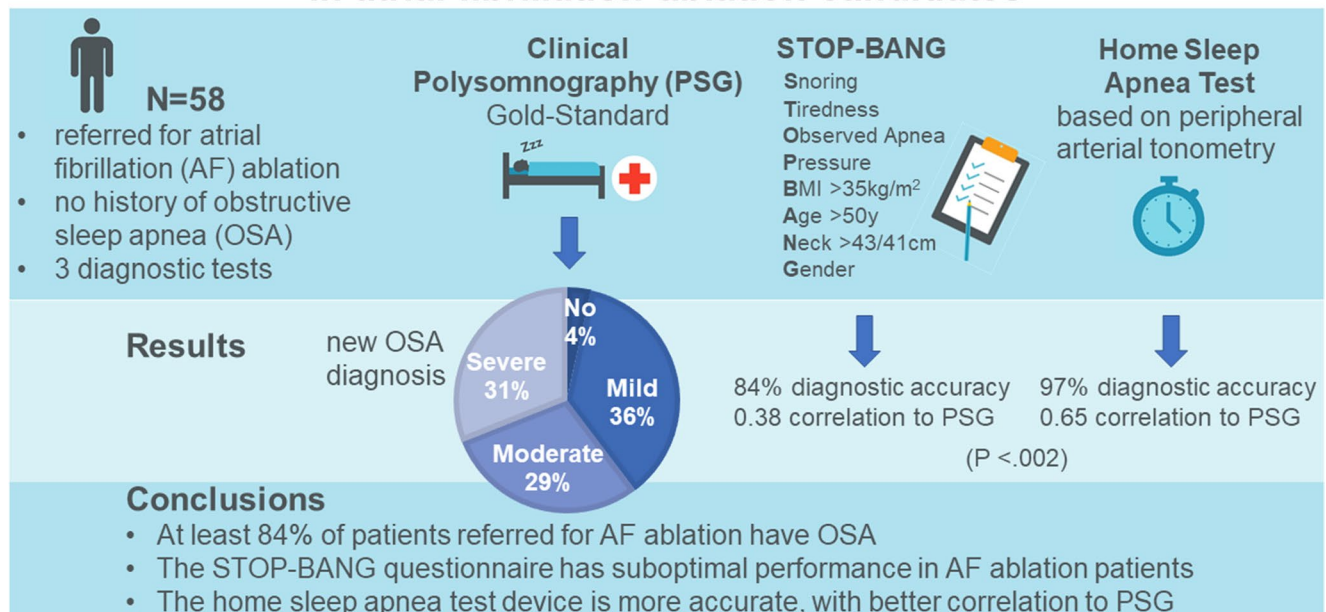 N=58
• referred for atrial
fibrillation (AF) ablation
• no history of obstructive
sleep apnea (OSA)
• 3 diagnostic tests
Clinical
Polysomnography (PSG)
Gold-Standard
Zzz
STOP-BANG
Snoring
Tiredness
Observed Apnea
Pressure
BMI >35kg/m²
Age >50y
Neck >43/41cm
Gender
Home Sleep
Apnea Test
based on peripheral
arterial tonometry
Results
new OSA
diagnosis
No
4%
Mild
36%
Moderate
29%
Severe
31%
84% diagnostic accuracy
0.38 correlation to PSG
97% diagnostic accuracy
0.65 correlation to PSG
(P <.002)
Conclusions
• At least 84% of patients referred for AF ablation have OSA
• The STOP-BANG questionnaire has suboptimal performance in AF ablation patients
• The home sleep apnea test device is more accurate, with better correlation to PSG